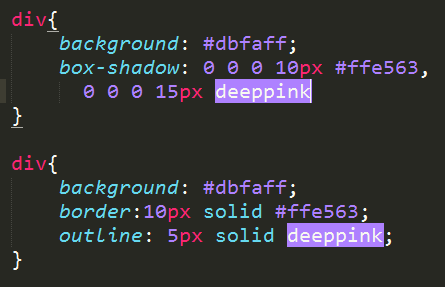 div{
background: #dbfaff;
box-shadow: 0 0 0 10px #ffe563,
0 0 0 15px deeppink
}
div{
background: #dbfaff;
border:10px solid #ffe563;
outline: 5px solid deeppink;
}